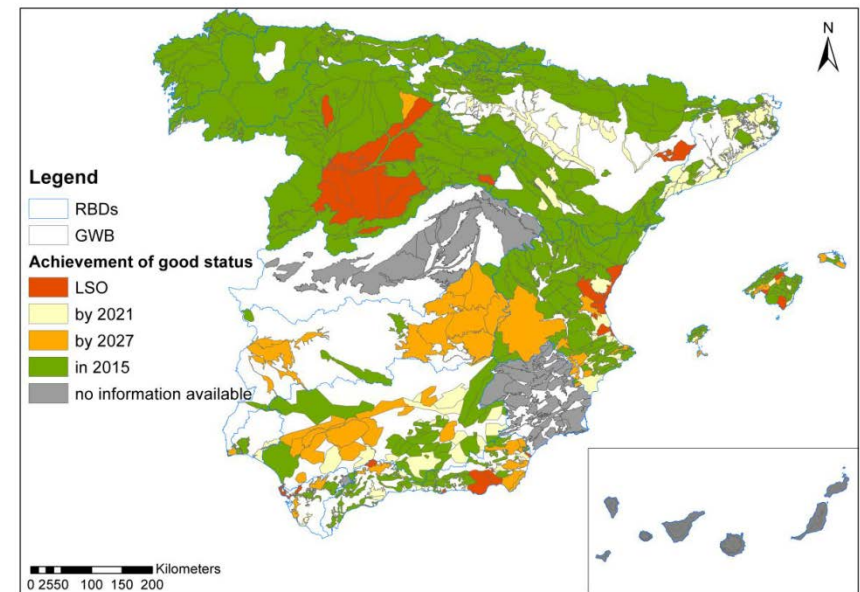 N
Legend
RBDs
GWB
Achievement of good status
LSO
by 2021
by 2027
in 2015
no information available
Kilometers
0 2550 100 150 200